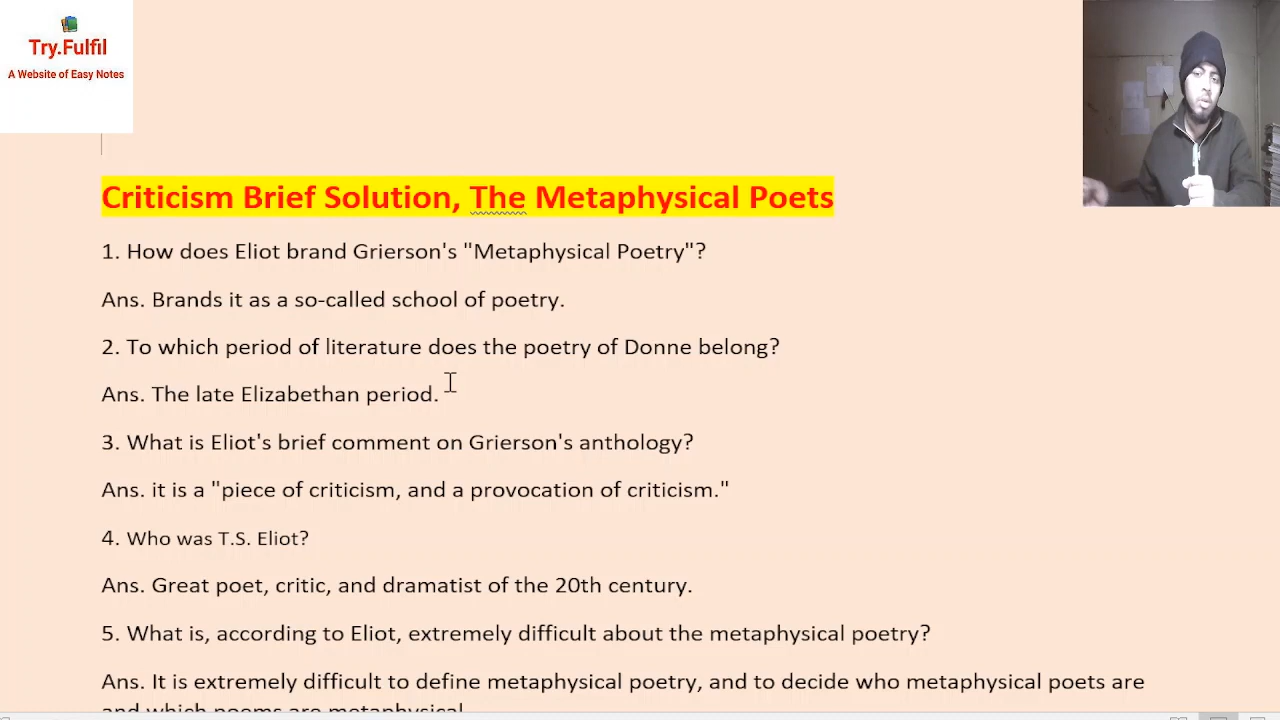 Try.Fulfil
A Website of Easy Notes
Criticism Brief Solution, The Metaphysical Poets
1. How does Eliot brand Grierson's "Metaphysical Poetry"?
Ans. Brands it as a so-called school of poetry.
2. To which period of literature does the poetry of Donne belong?
Ans. The late Elizabethan period.
3. What is Eliot's brief comment on Grierson's anthology?
Ans. it is a "piece of criticism, and a provocation of criticism."
4. Who was T.S. Eliot?
Ans. Great poet, critic, and dramatist of the 20th century.
5. What is, according to Eliot, extremely difficult about the metaphysical poetry?
Ans. It is extremely difficult to define metaphysical poetry, and to decide who metaphysical poets are
and which poems are metaphysical.